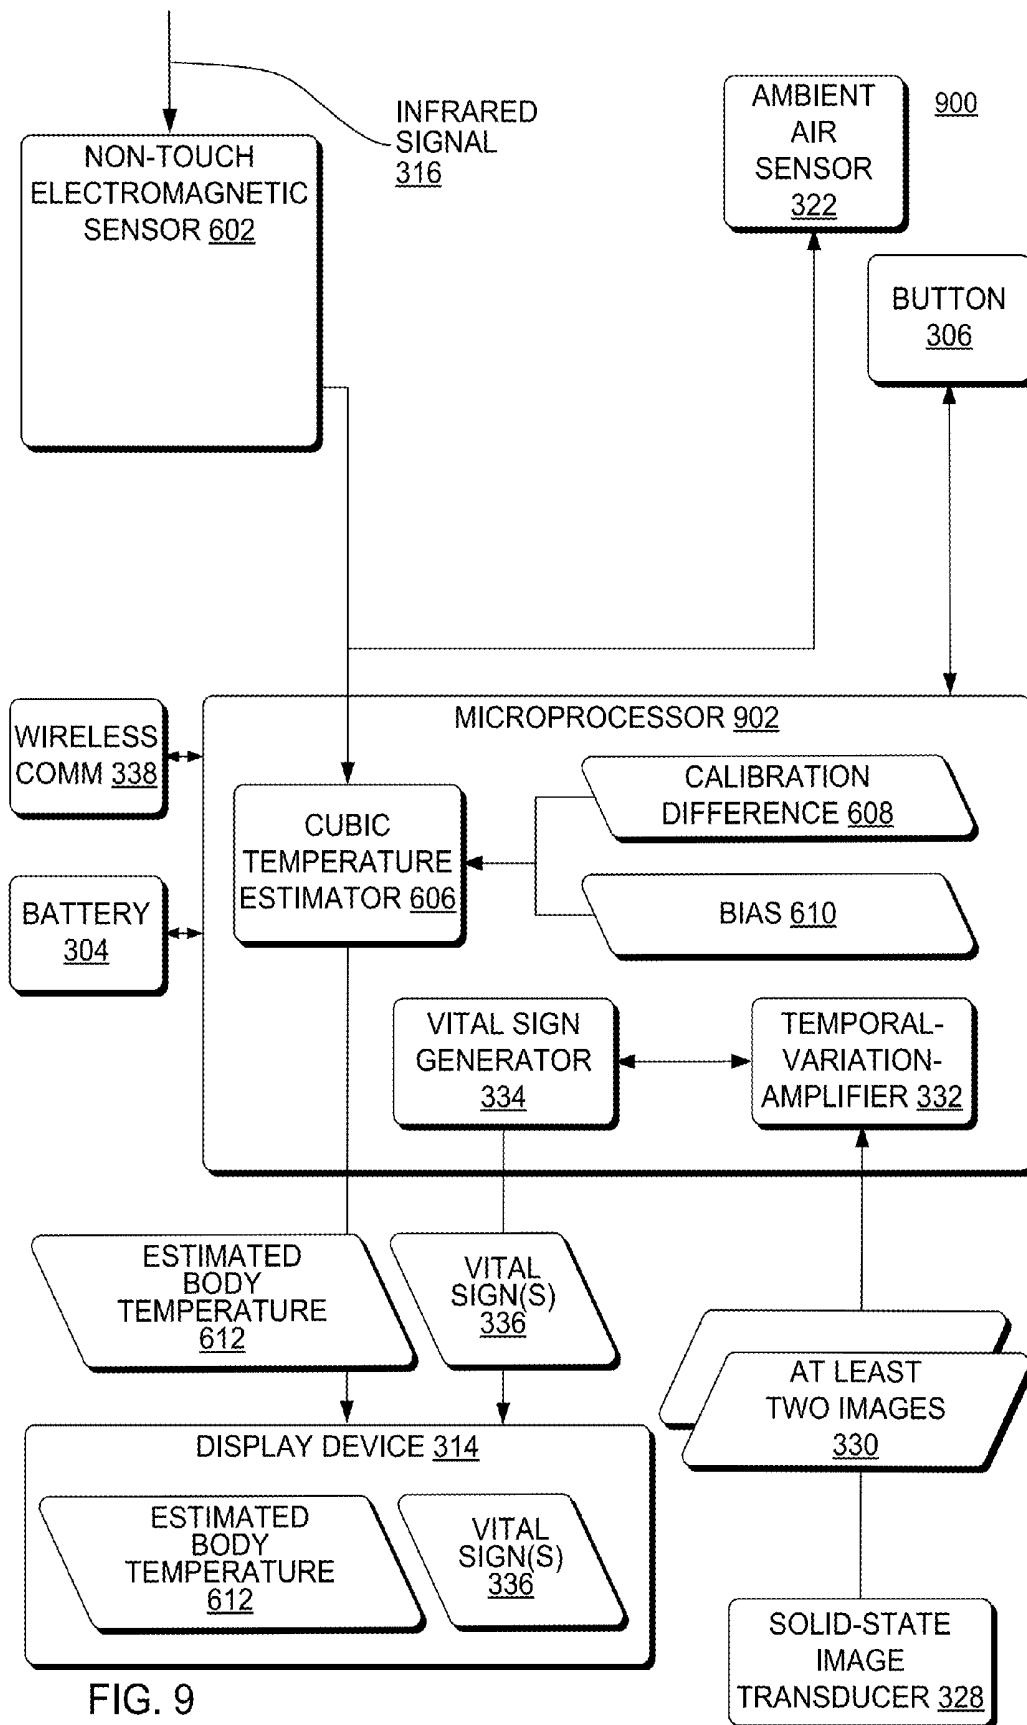 INFRARED
SIGNAL
316
AMBIENT
AIR
SENSOR
322
900
NON-TOUCH
ELECTROMAGNETIC
SENSOR 602
BUTTON
306
MICROPROCESSOR 902
WIRELESS
COMM 338
CALIBRATION
DIFFERENCE 608
CUBIC
TEMPERATURE
ESTIMATOR 606
BATTERY
304
BIAS 610
VITAL SIGN
GENERATOR
334
TEMPORAL-
VARIATION-
AMPLIFIER 332
ESTIMATED
BODY
TEMPERATURE
612
VITAL
SIGN(S)
336
AT LEAST
TWO IMAGES
330
DISPLAY DEVICE 314
ESTIMATED
BODY
TEMPERATURE
612
VITAL
SIGN(S)
336
SOLID-STATE
IMAGE
TRANSDUCER 328
FIG. 9